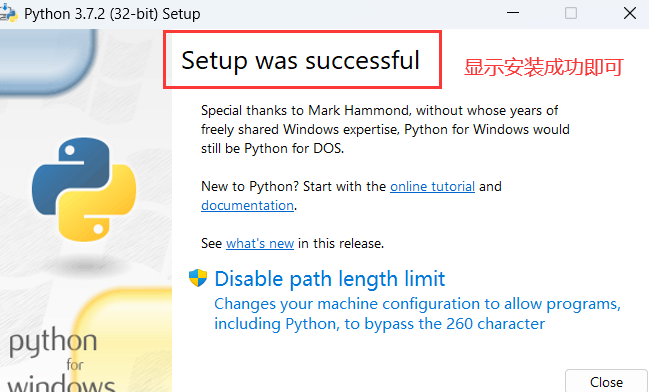 Python 3.7.2 (32-bit) Setup
Setup was successful
显示安装成功即可
Special thanks to Mark Hammond, without whose years of
freely shared Windows expertise, Python for Windows would
still be Python for DOS.
New to Python? Start with the online tutorial and
documentation.
See what's new in this release.
Disable path length limit
Changes your machine configuration to allow programs,
including Python, to bypass the 260 character
python
for
windows
Close